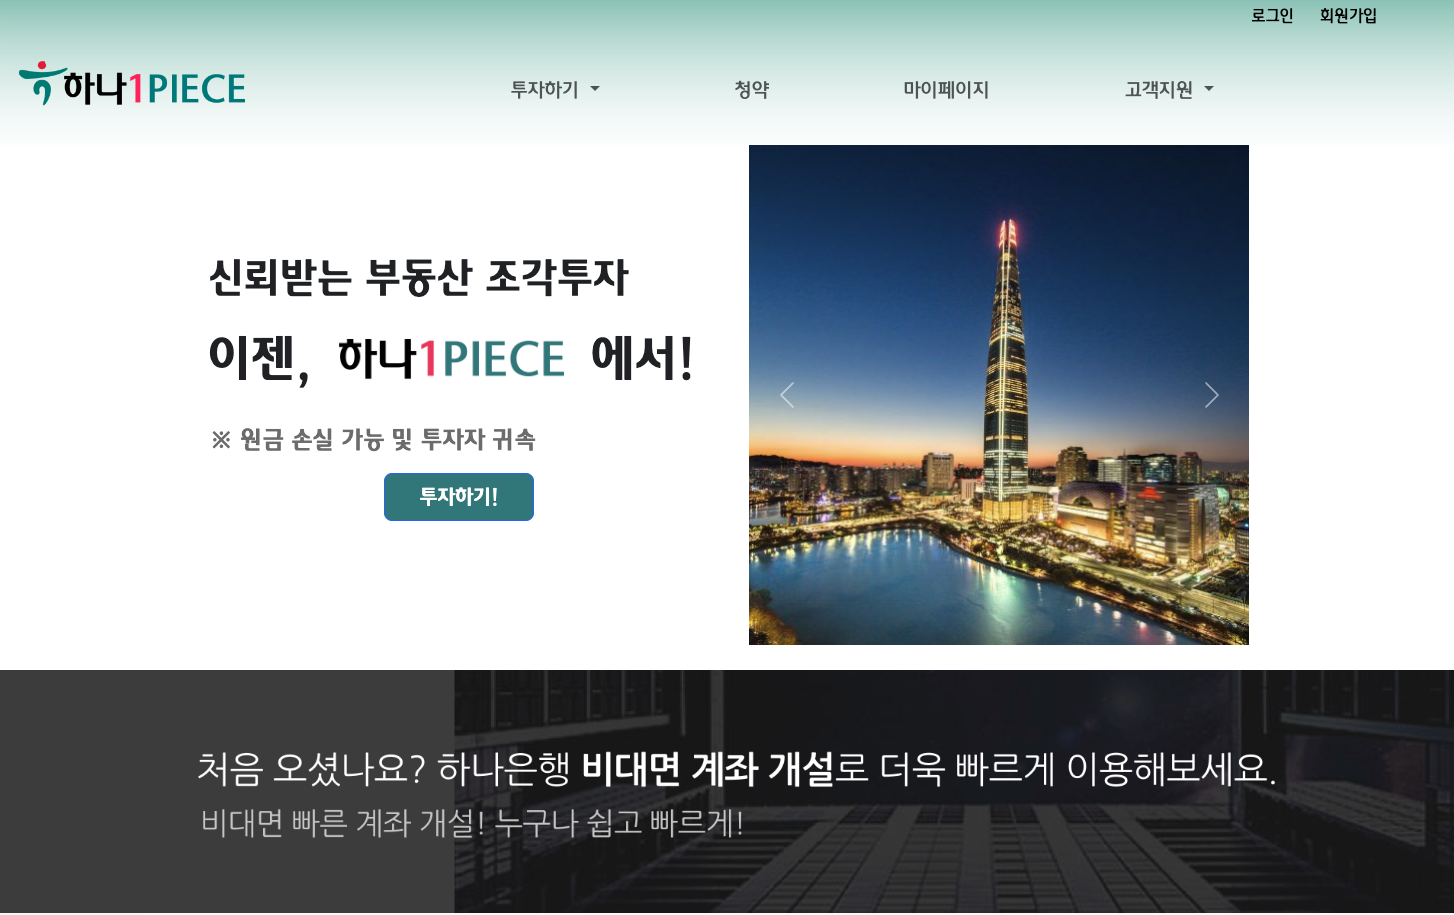 로그인 회원가입
하나1PIECE 투자하기 청약 마이페이지 고객지원
신뢰받는 부동산 조각투자
이젠, 하나1PIECE 에서!
※ 원금 손실 가능 및 투자자 귀속
투자하기!
처음 오셨나요? 하나은행 비대면 계좌 개설로 더욱 빠르게 이용해보세요.
비대면 빠른 계좌 개설! 누구나 쉽고 빠르게!